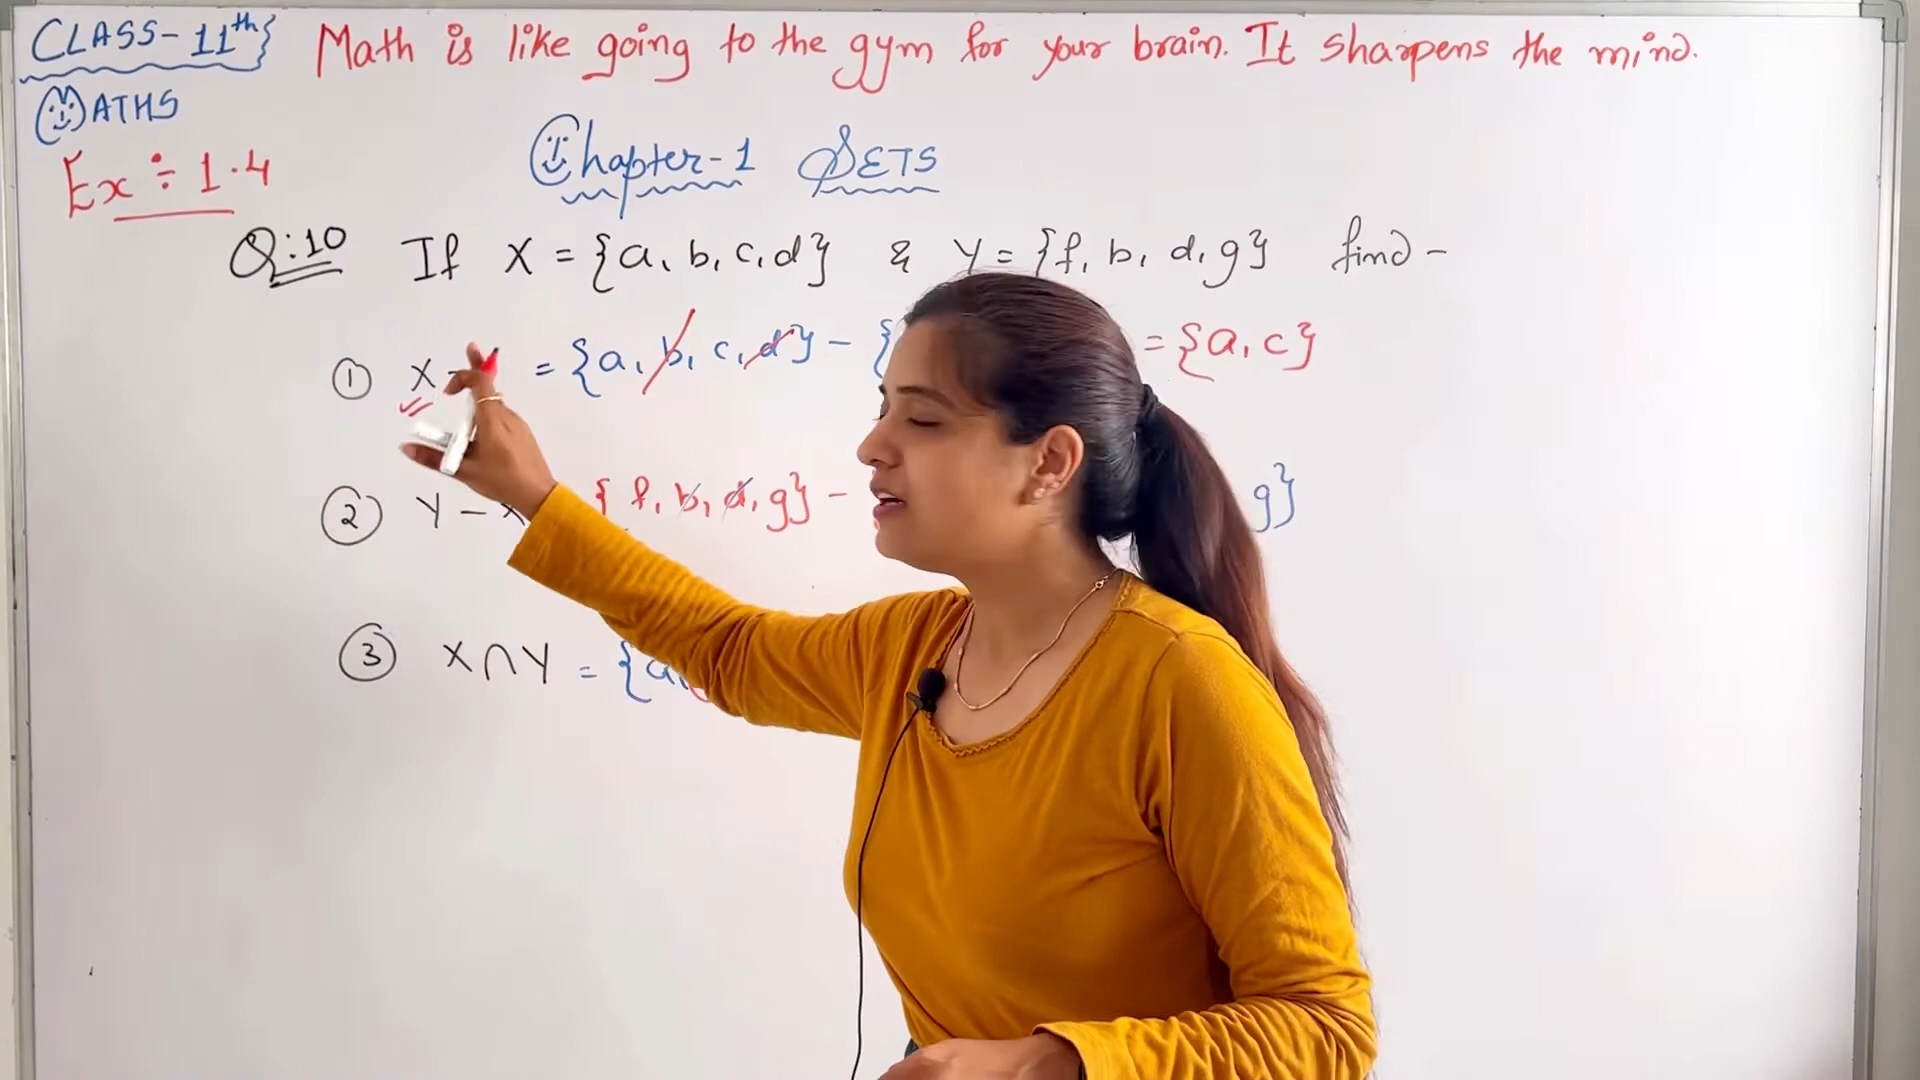 CLASS-11th} Math is like going to the gym for your brain. It sharpens the mind.
MATHS
Ex ÷ 1.4
Chapter-1 SETS
Q:10 If X = {a, b, c, d} & Y = {f, b, d, g} find -
① X - = {a, b, c, d} - { = {a, c}
② Y - X { f, b, d, g} - g}
③ X ∩ Y = {a,